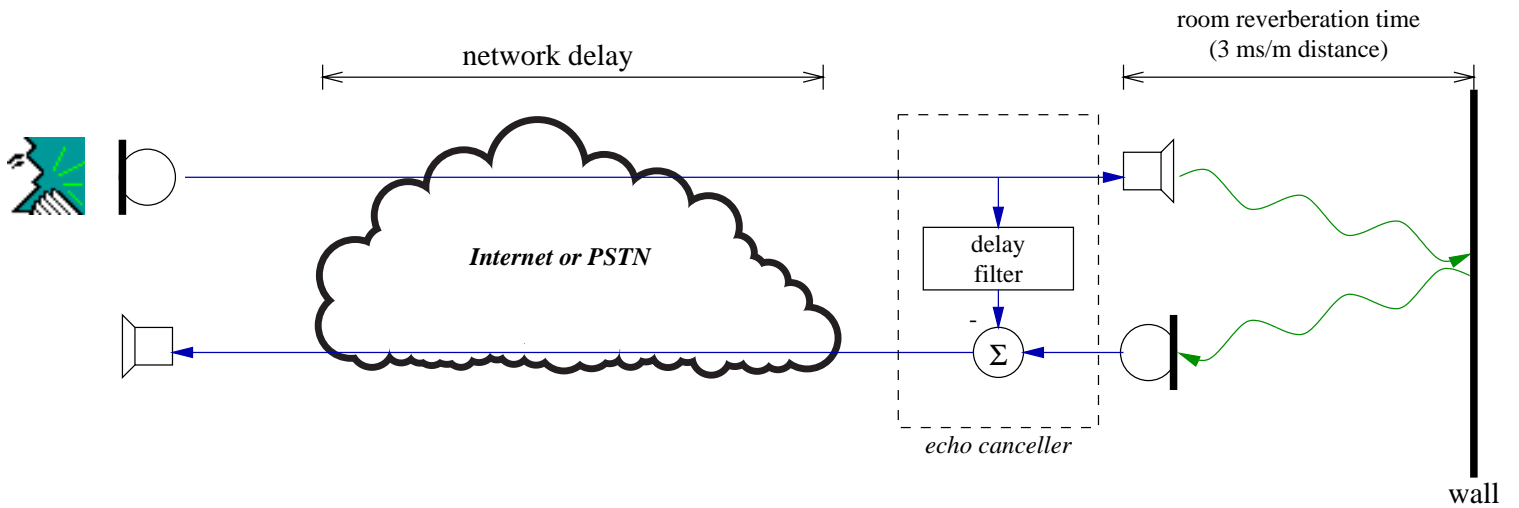 room reverberation time
(3 ms/m distance)
network delay
delay
filter
Internet or PSTN
-
Σ
echo canceller
wall